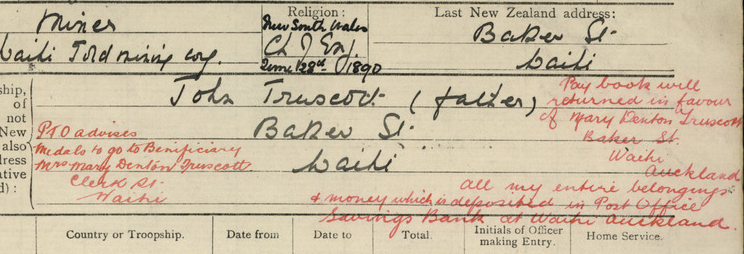 Miner
Waihi Gold mining Coy.
Religion:
New South Wales
Ch of Eng.
June 28th 1890
Last New Zealand address:
Baker St
Waihi
ship,
of
not
New
also
dress
ative
d):
John Truscott (father)
Baker St.
Waihi
PTO advises
Medals to go to Benificiary
Mrs Mary Denton Truscott
Clerk St.
Waihi
Pay book will
returned in favour
of Mary Denton Truscott
Baker St.
Waihi
Auckland
all my entire belongings
& money which is deposited in Post Office
Savings Bank at Waihi Auckland.
Country or Troopship.
Date from
Date to
Total.
Initials of Officer
making Entry.
Home Service.